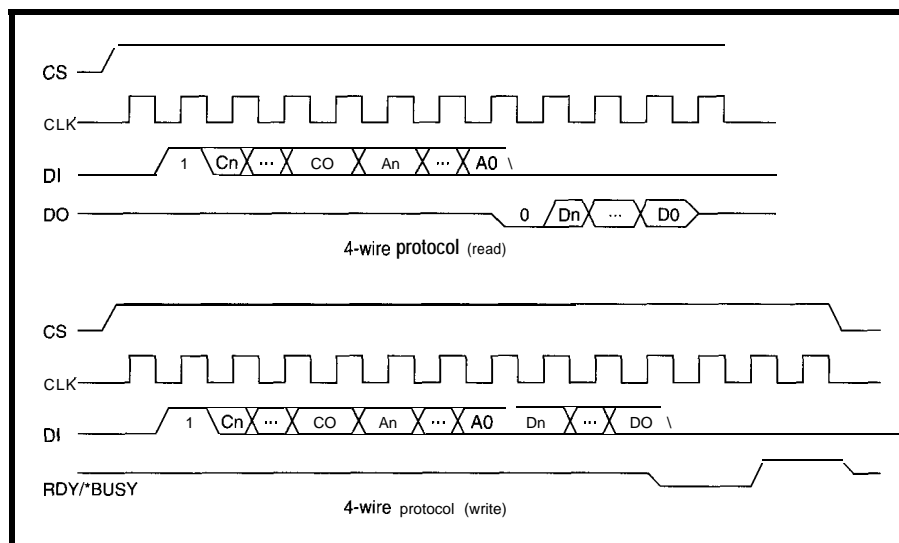 CS
CLK
DI 1 Cn ... CO An ... A0 \
DO 0 Dn ... D0
4-wire protocol (read)
CS
CLK
DI 1 Cn ... CO An ... A0 Dn ... DO \
RDY/*BUSY
4-wire protocol (write)